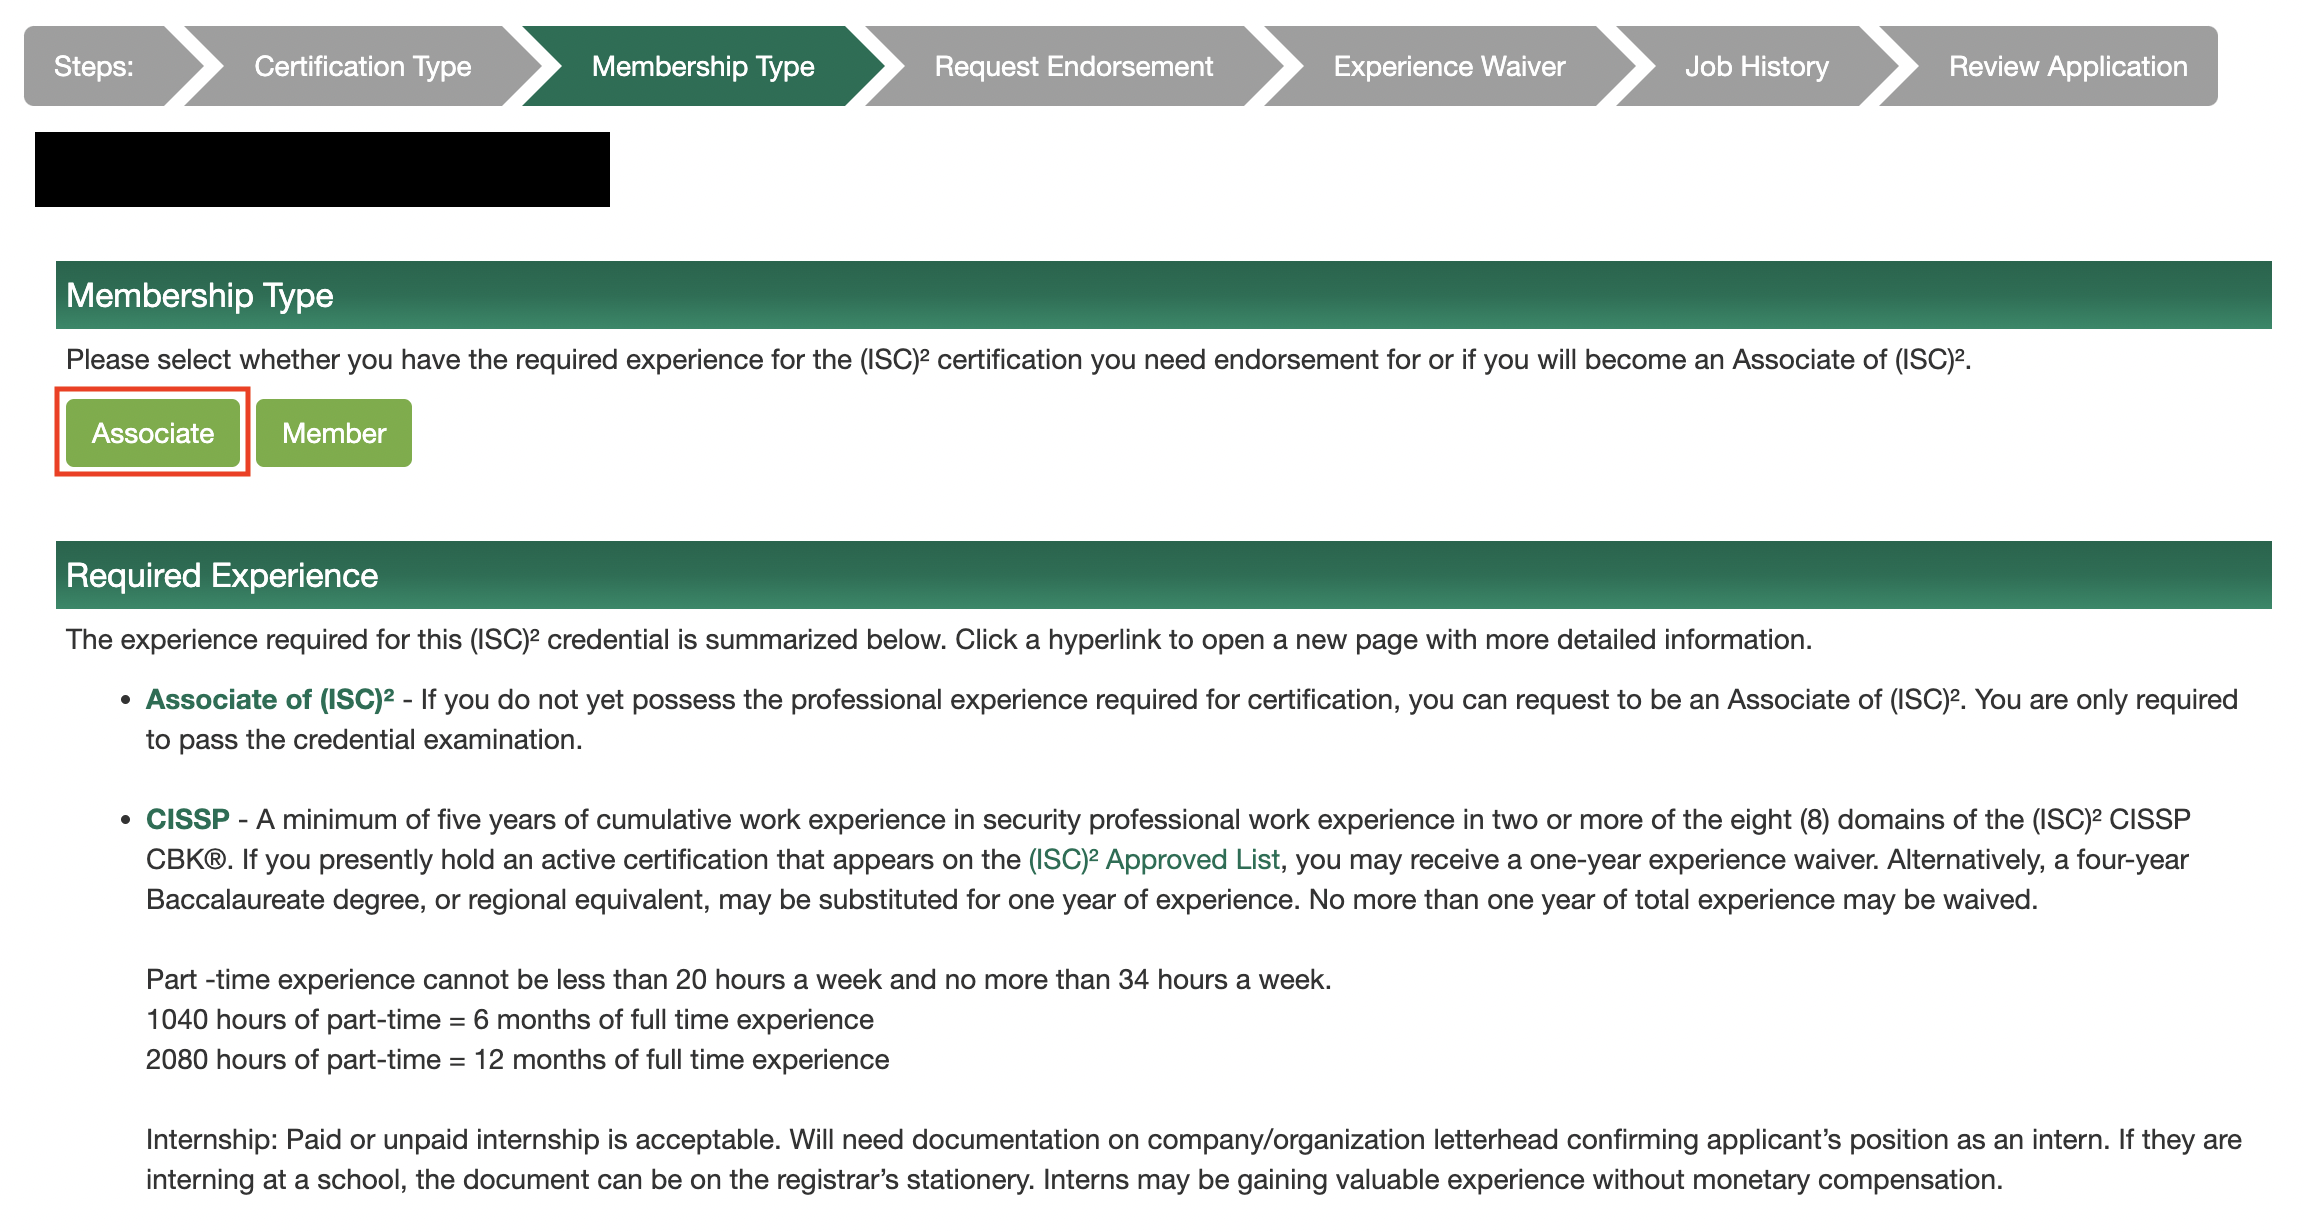 Steps: Certification Type Membership Type Request Endorsement Experience Waiver Job History Review Application
Membership Type
Please select whether you have the required experience for the (ISC)² certification you need endorsement for or if you will become an Associate of (ISC)².
Associate Member
Required Experience
The experience required for this (ISC)² credential is summarized below. Click a hyperlink to open a new page with more detailed information.
• Associate of (ISC)² - If you do not yet possess the professional experience required for certification, you can request to be an Associate of (ISC)². You are only required
to pass the credential examination.
• CISSP - A minimum of five years of cumulative work experience in security professional work experience in two or more of the eight (8) domains of the (ISC)² CISSP
CBK®. If you presently hold an active certification that appears on the (ISC)² Approved List, you may receive a one-year experience waiver. Alternatively, a four-year
Baccalaureate degree, or regional equivalent, may be substituted for one year of experience. No more than one year of total experience may be waived.
Part -time experience cannot be less than 20 hours a week and no more than 34 hours a week.
1040 hours of part-time = 6 months of full time experience
2080 hours of part-time = 12 months of full time experience
Internship: Paid or unpaid internship is acceptable. Will need documentation on company/organization letterhead confirming applicant’s position as an intern. If they are
interning at a school, the document can be on the registrar’s stationery. Interns may be gaining valuable experience without monetary compensation.